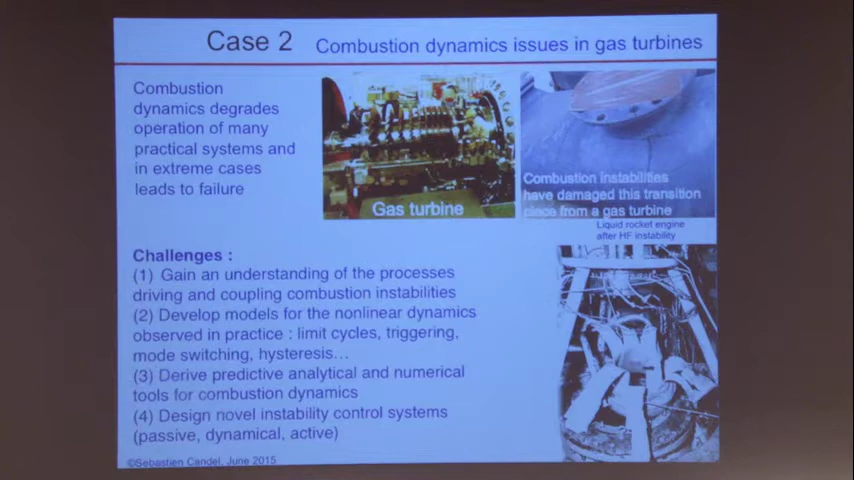 Case 2 Combustion dynamics issues in gas turbines
Combustion
dynamics degrades
operation of many
practical systems and
in extreme cases
leads to failure
Gas turbine
Combustion instabilities
have damaged this transition
piece from a gas turbine
Liquid rocket engine
after HF instability
Challenges :
(1) Gain an understanding of the processes
driving and coupling combustion instabilities
(2) Develop models for the nonlinear dynamics
observed in practice : limit cycles, triggering,
mode switching, hysteresis...
(3) Derive predictive analytical and numerical
tools for combustion dynamics
(4) Design novel instability control systems
(passive, dynamical, active)
©Sebastien Candel, June 2015